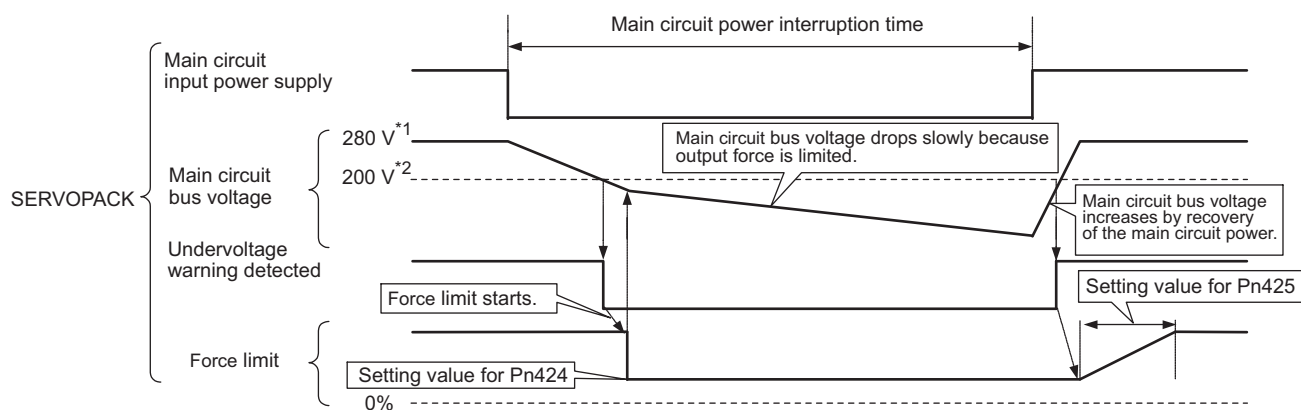 Main circuit power interruption time
Main circuit
input power supply
280 V*1
Main circuit bus voltage drops slowly because
output force is limited.
200 V*2
Main circuit
bus voltage
SERVOPACK
Main circuit bus voltage
increases by recovery
of the main circuit power.
Undervoltage
warning detected
Force limit starts.
Setting value for Pn425
Force limit
Setting value for Pn424
0%